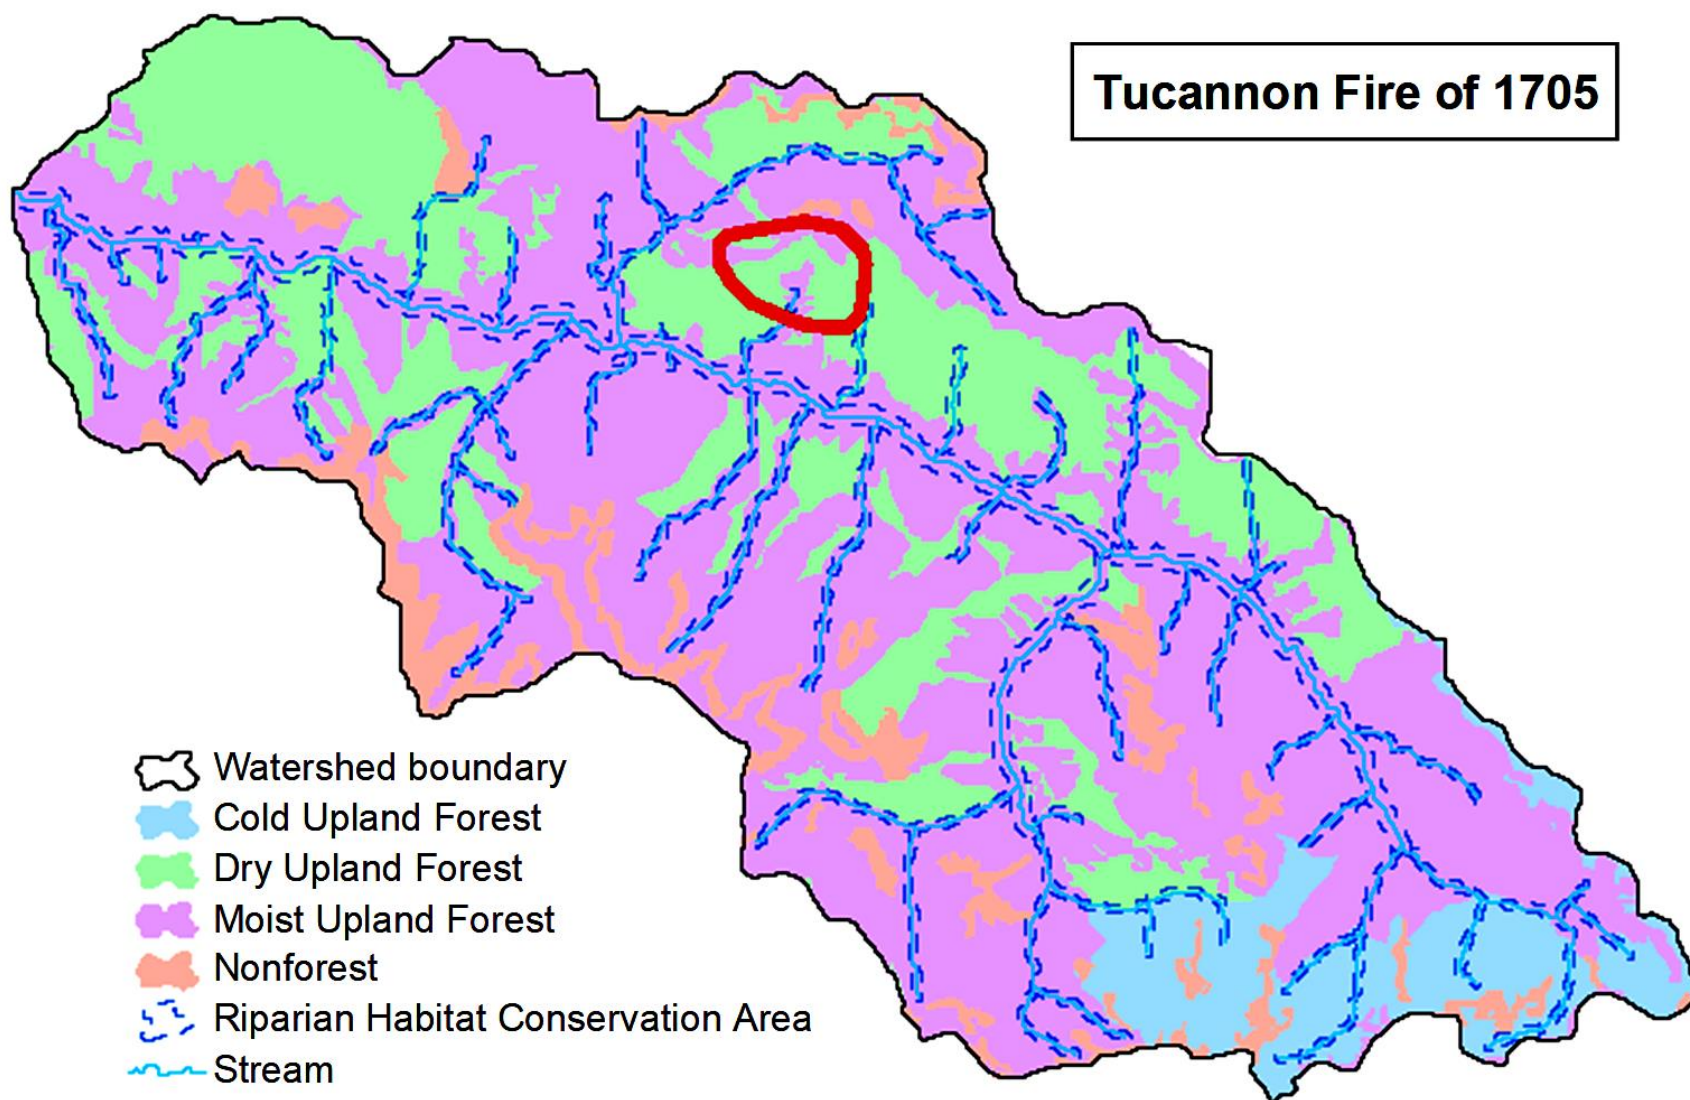 Tucannon Fire of 1705
Watershed boundary
Cold Upland Forest
Dry Upland Forest
Moist Upland Forest
Nonforest
Riparian Habitat Conservation Area
Stream